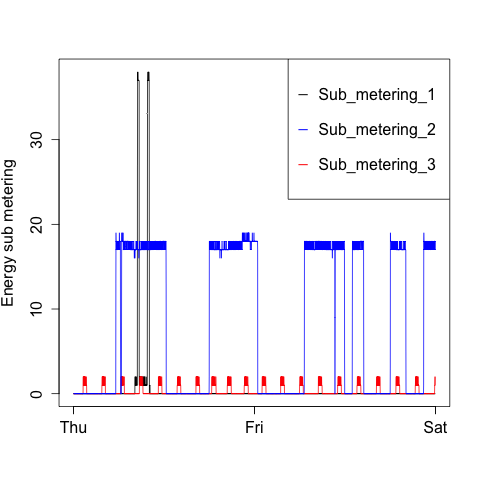 Sub_metering_1
Sub_metering_2
Sub_metering_3
Energy sub metering
30
20
10
0
Thu Fri Sat